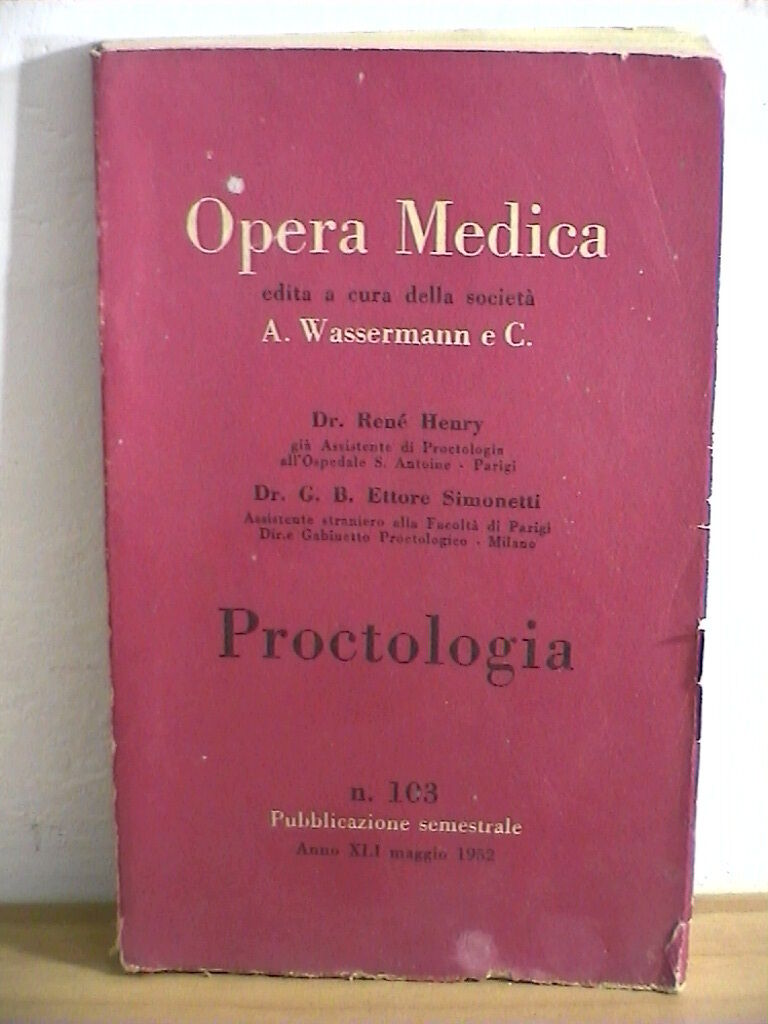 Opera Medica
edita a cura della società
A. Wassermann e C.
Dr. René Henry
già Assistente di Proctologia
all'Ospedale S. Antoine - Parigi
Dr. G. B. Ettore Simonetti
Assistente straniero alla Facoltà di Parigi
Dir.e Gabinetto Proctologico - Milano
Proctologia
n. 103
Pubblicazione semestrale
Anno XLI maggio 1952